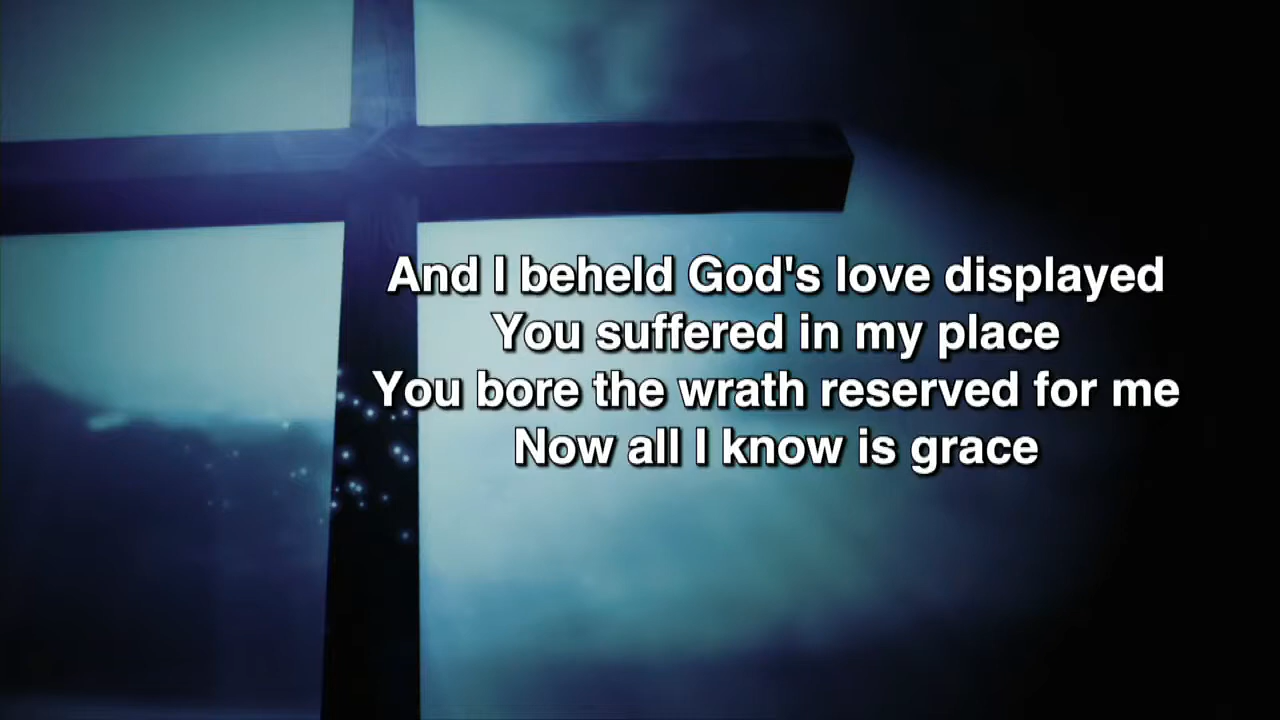 And I beheld God's love displayed
You suffered in my place
You bore the wrath reserved for me
Now all I know is grace